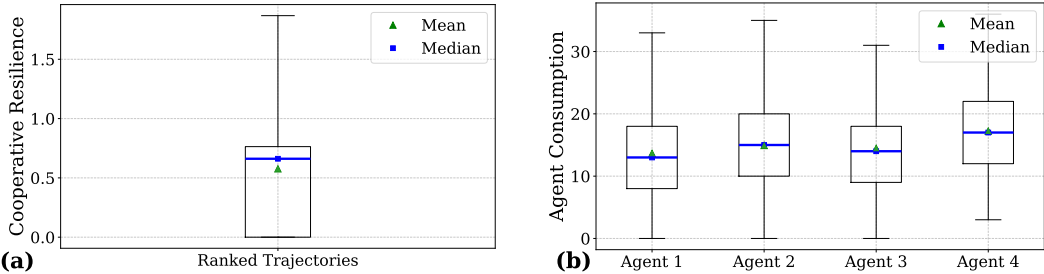 Cooperative Resilience
1.5
1.0
0.5
0.0
Mean
Median
Ranked Trajectories
(a)
Agent Consumption
30
20
10
0
Mean
Median
Agent 1 Agent 2 Agent 3 Agent 4
(b)